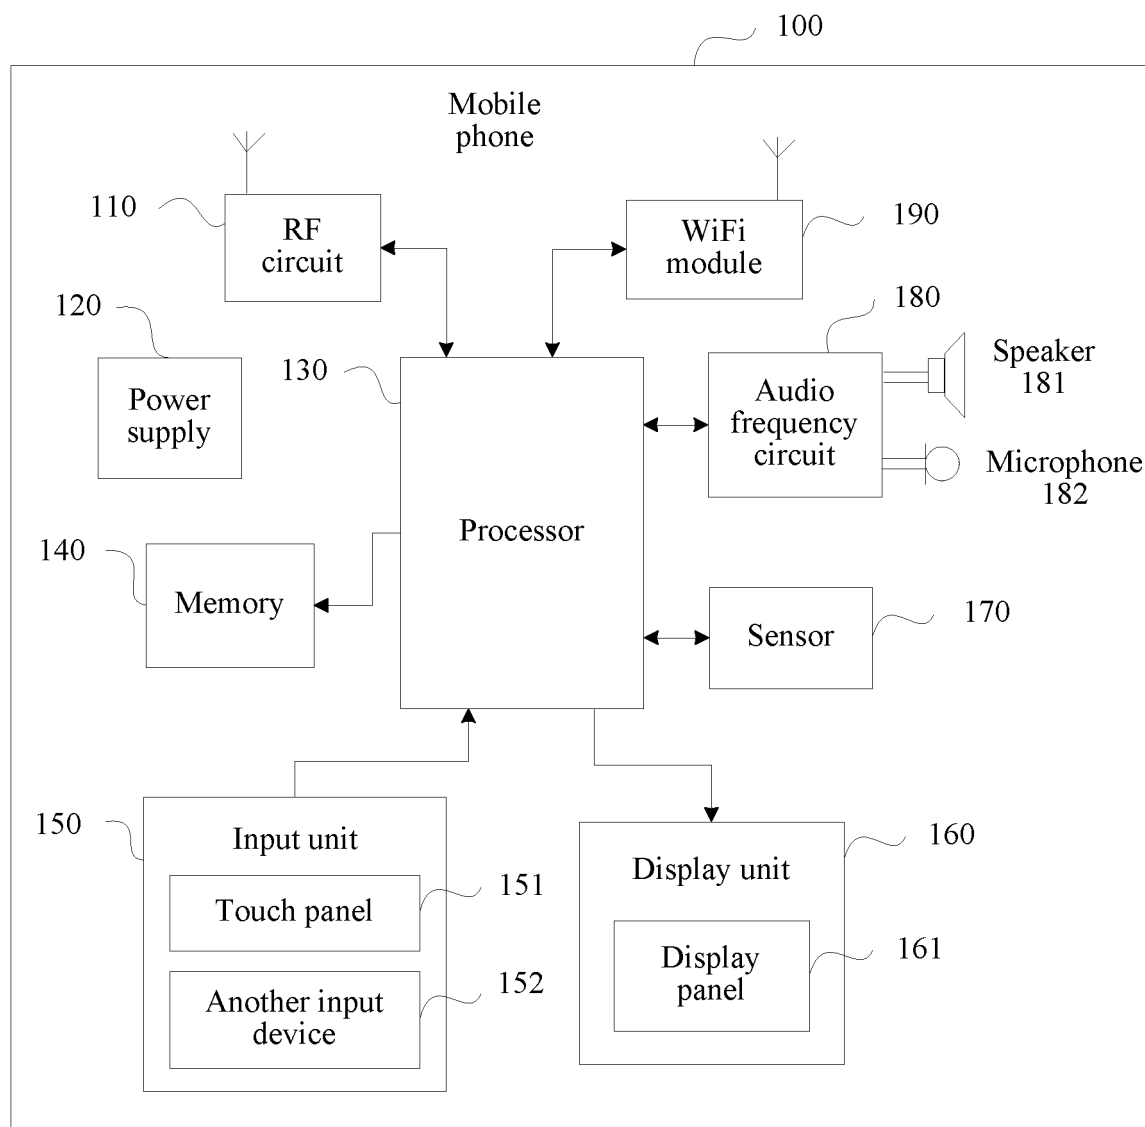 100
Mobile
phone
110
RF
circuit
WiFi
module
190
120
Power
supply
130
Processor
180
Audio
frequency
circuit
Speaker
181
Microphone
182
140
Memory
Sensor
170
150
Input unit
Touch panel
151
Another input
device
152
Display unit
160
Display
panel
161